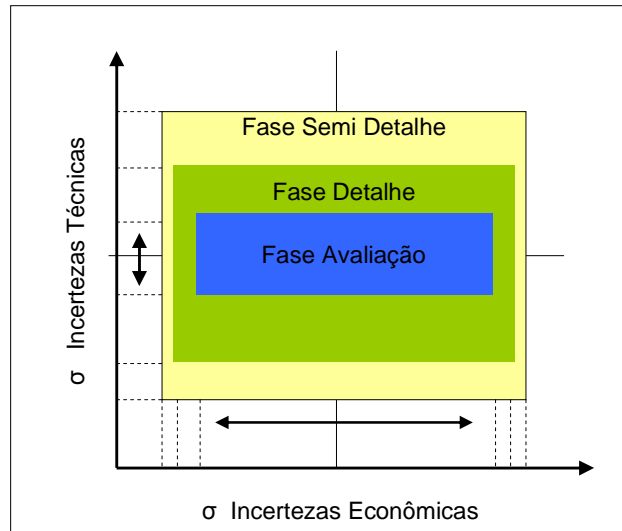 Fase Semi Detalhe
Fase Detalhe
Fase Avaliação
σ Incertezas Técnicas
σ Incertezas Econômicas